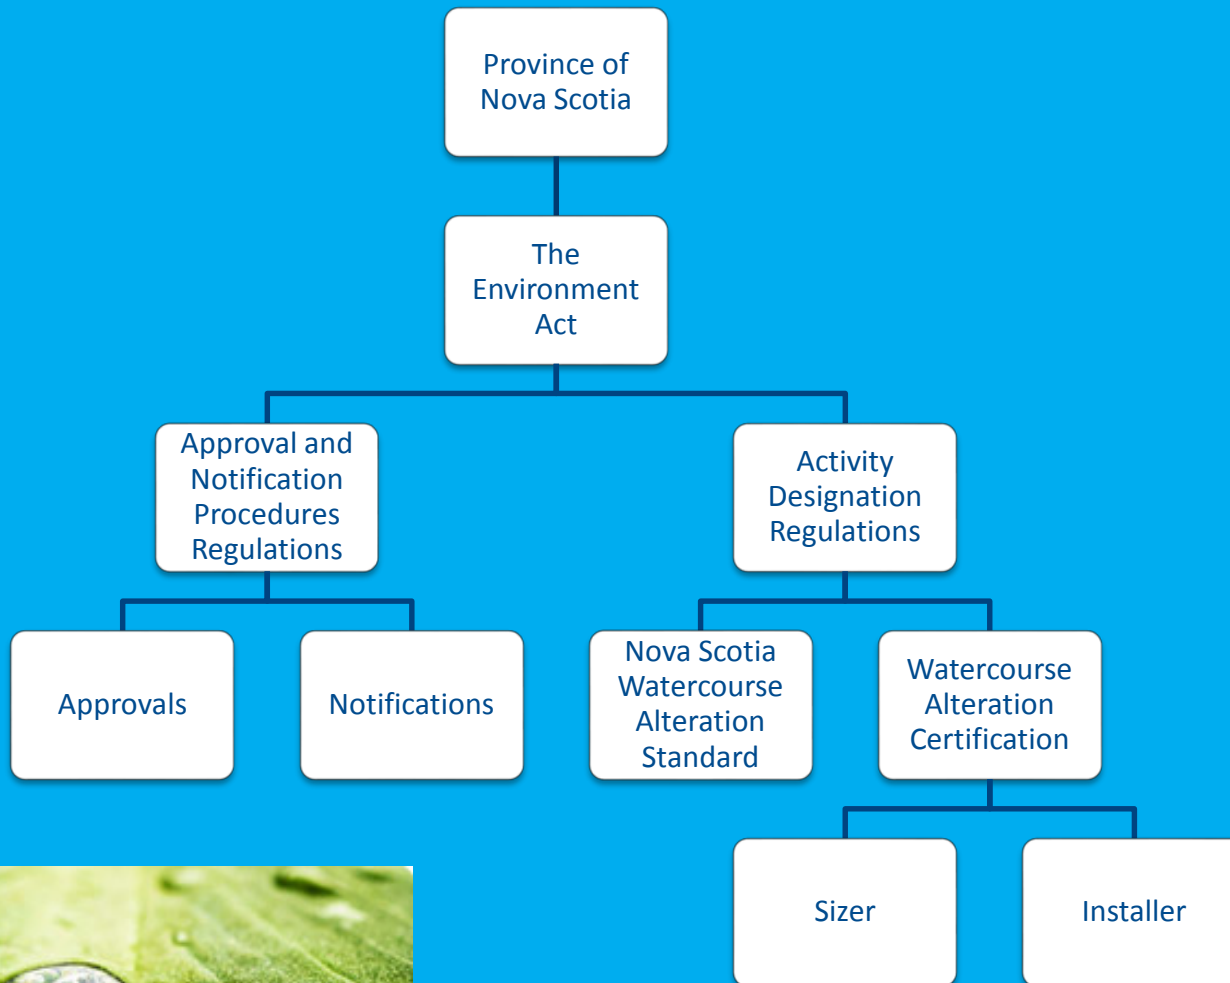 Province of
Nova Scotia
The
Environment
Act
Approval and
Notification
Procedures
Regulations
Activity
Designation
Regulations
Approvals
Notifications
Nova Scotia
Watercourse
Alteration
Standard
Watercourse
Alteration
Certification
Sizer
Installer